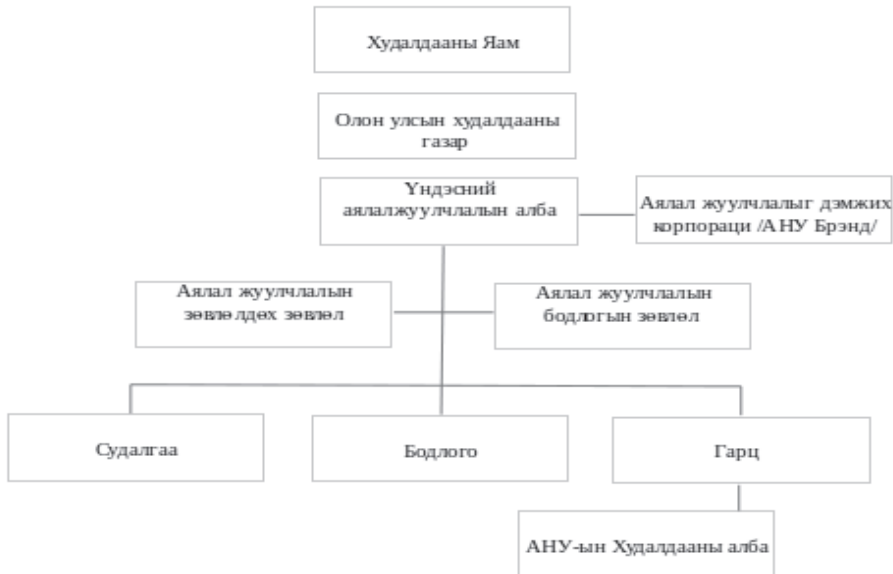 Худалдааны Яам
Олон улсын худалдааны
газар
Үндэсний
аялалжуулчлалын алба
Аялал жуулчлалыг дэмжих
корпораци /АНУ Брэнд/
Аялал жуулчлалын
зөвлөлдөх зөвлөл
Аялал жуулчлалын
бодлогын зөвлөл
Судалгаа
Бодлого
Гарц
АНУ-ын Худалдааны алба